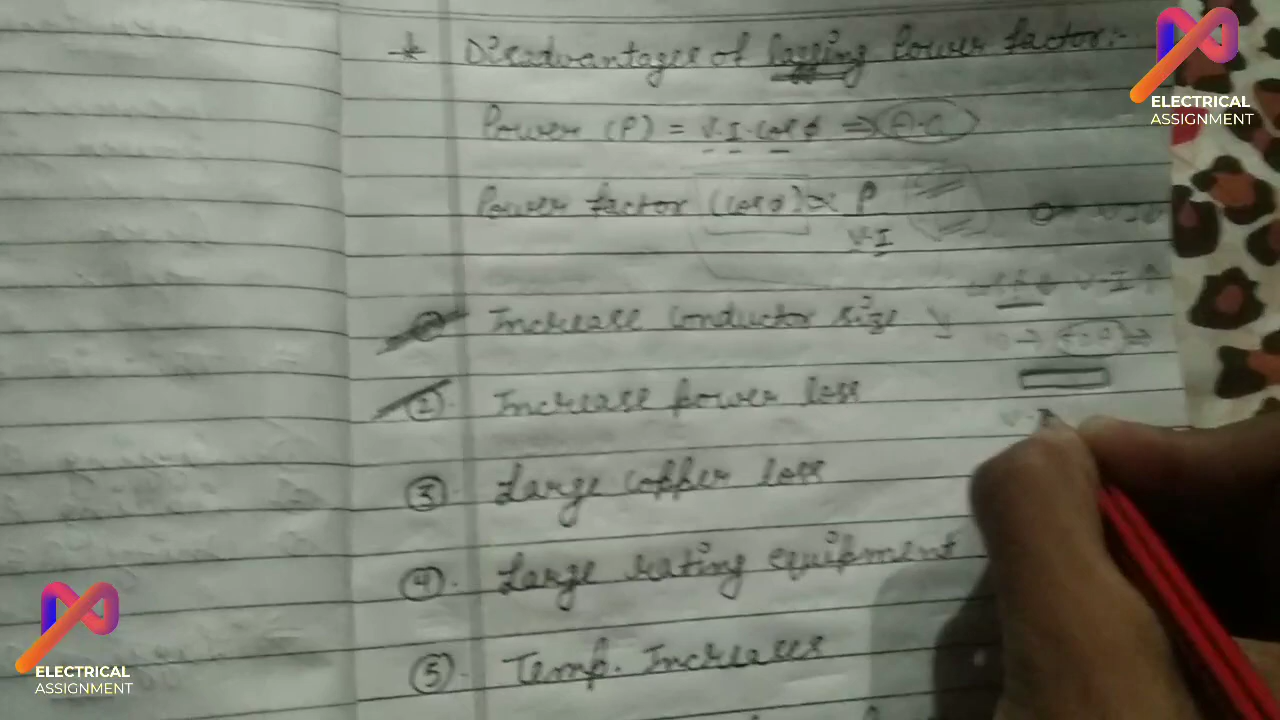 * Disadvantages of lagging Power factor:-
Power (P) = V.I.cosϕ ⇒
Power factor (cosϕ) ∝ P
V.I
Increase conductor size
②. Increase power loss
③. Large copper loss
④. Large rating equipment
⑤. Temp. Increases
ELECTRICAL
ASSIGNMENT
ELECTRICAL
ASSIGNMENT